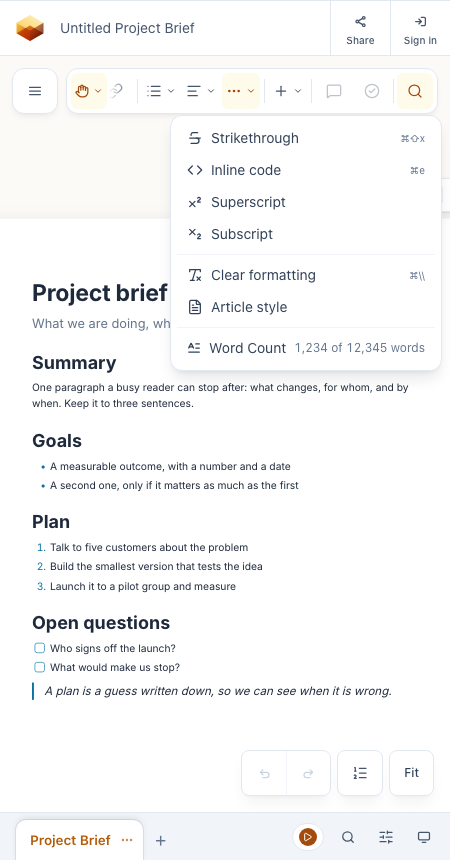 Untitled Project Brief
Share
Sign in
Strikethrough ⌘⇧x
Inline code ⌘e
Superscript
Subscript
Clear formatting ⌘\\
Article style
Word Count 1,234 of 12,345 words
Project brief
What we are doing, wh
Summary
One paragraph a busy reader can stop after: what changes, for whom, and by
when. Keep it to three sentences.
Goals
• A measurable outcome, with a number and a date
• A second one, only if it matters as much as the first
Plan
1. Talk to five customers about the problem
2. Build the smallest version that tests the idea
3. Launch it to a pilot group and measure
Open questions
Who signs off the launch?
What would make us stop?
A plan is a guess written down, so we can see when it is wrong.
Fit
Project Brief